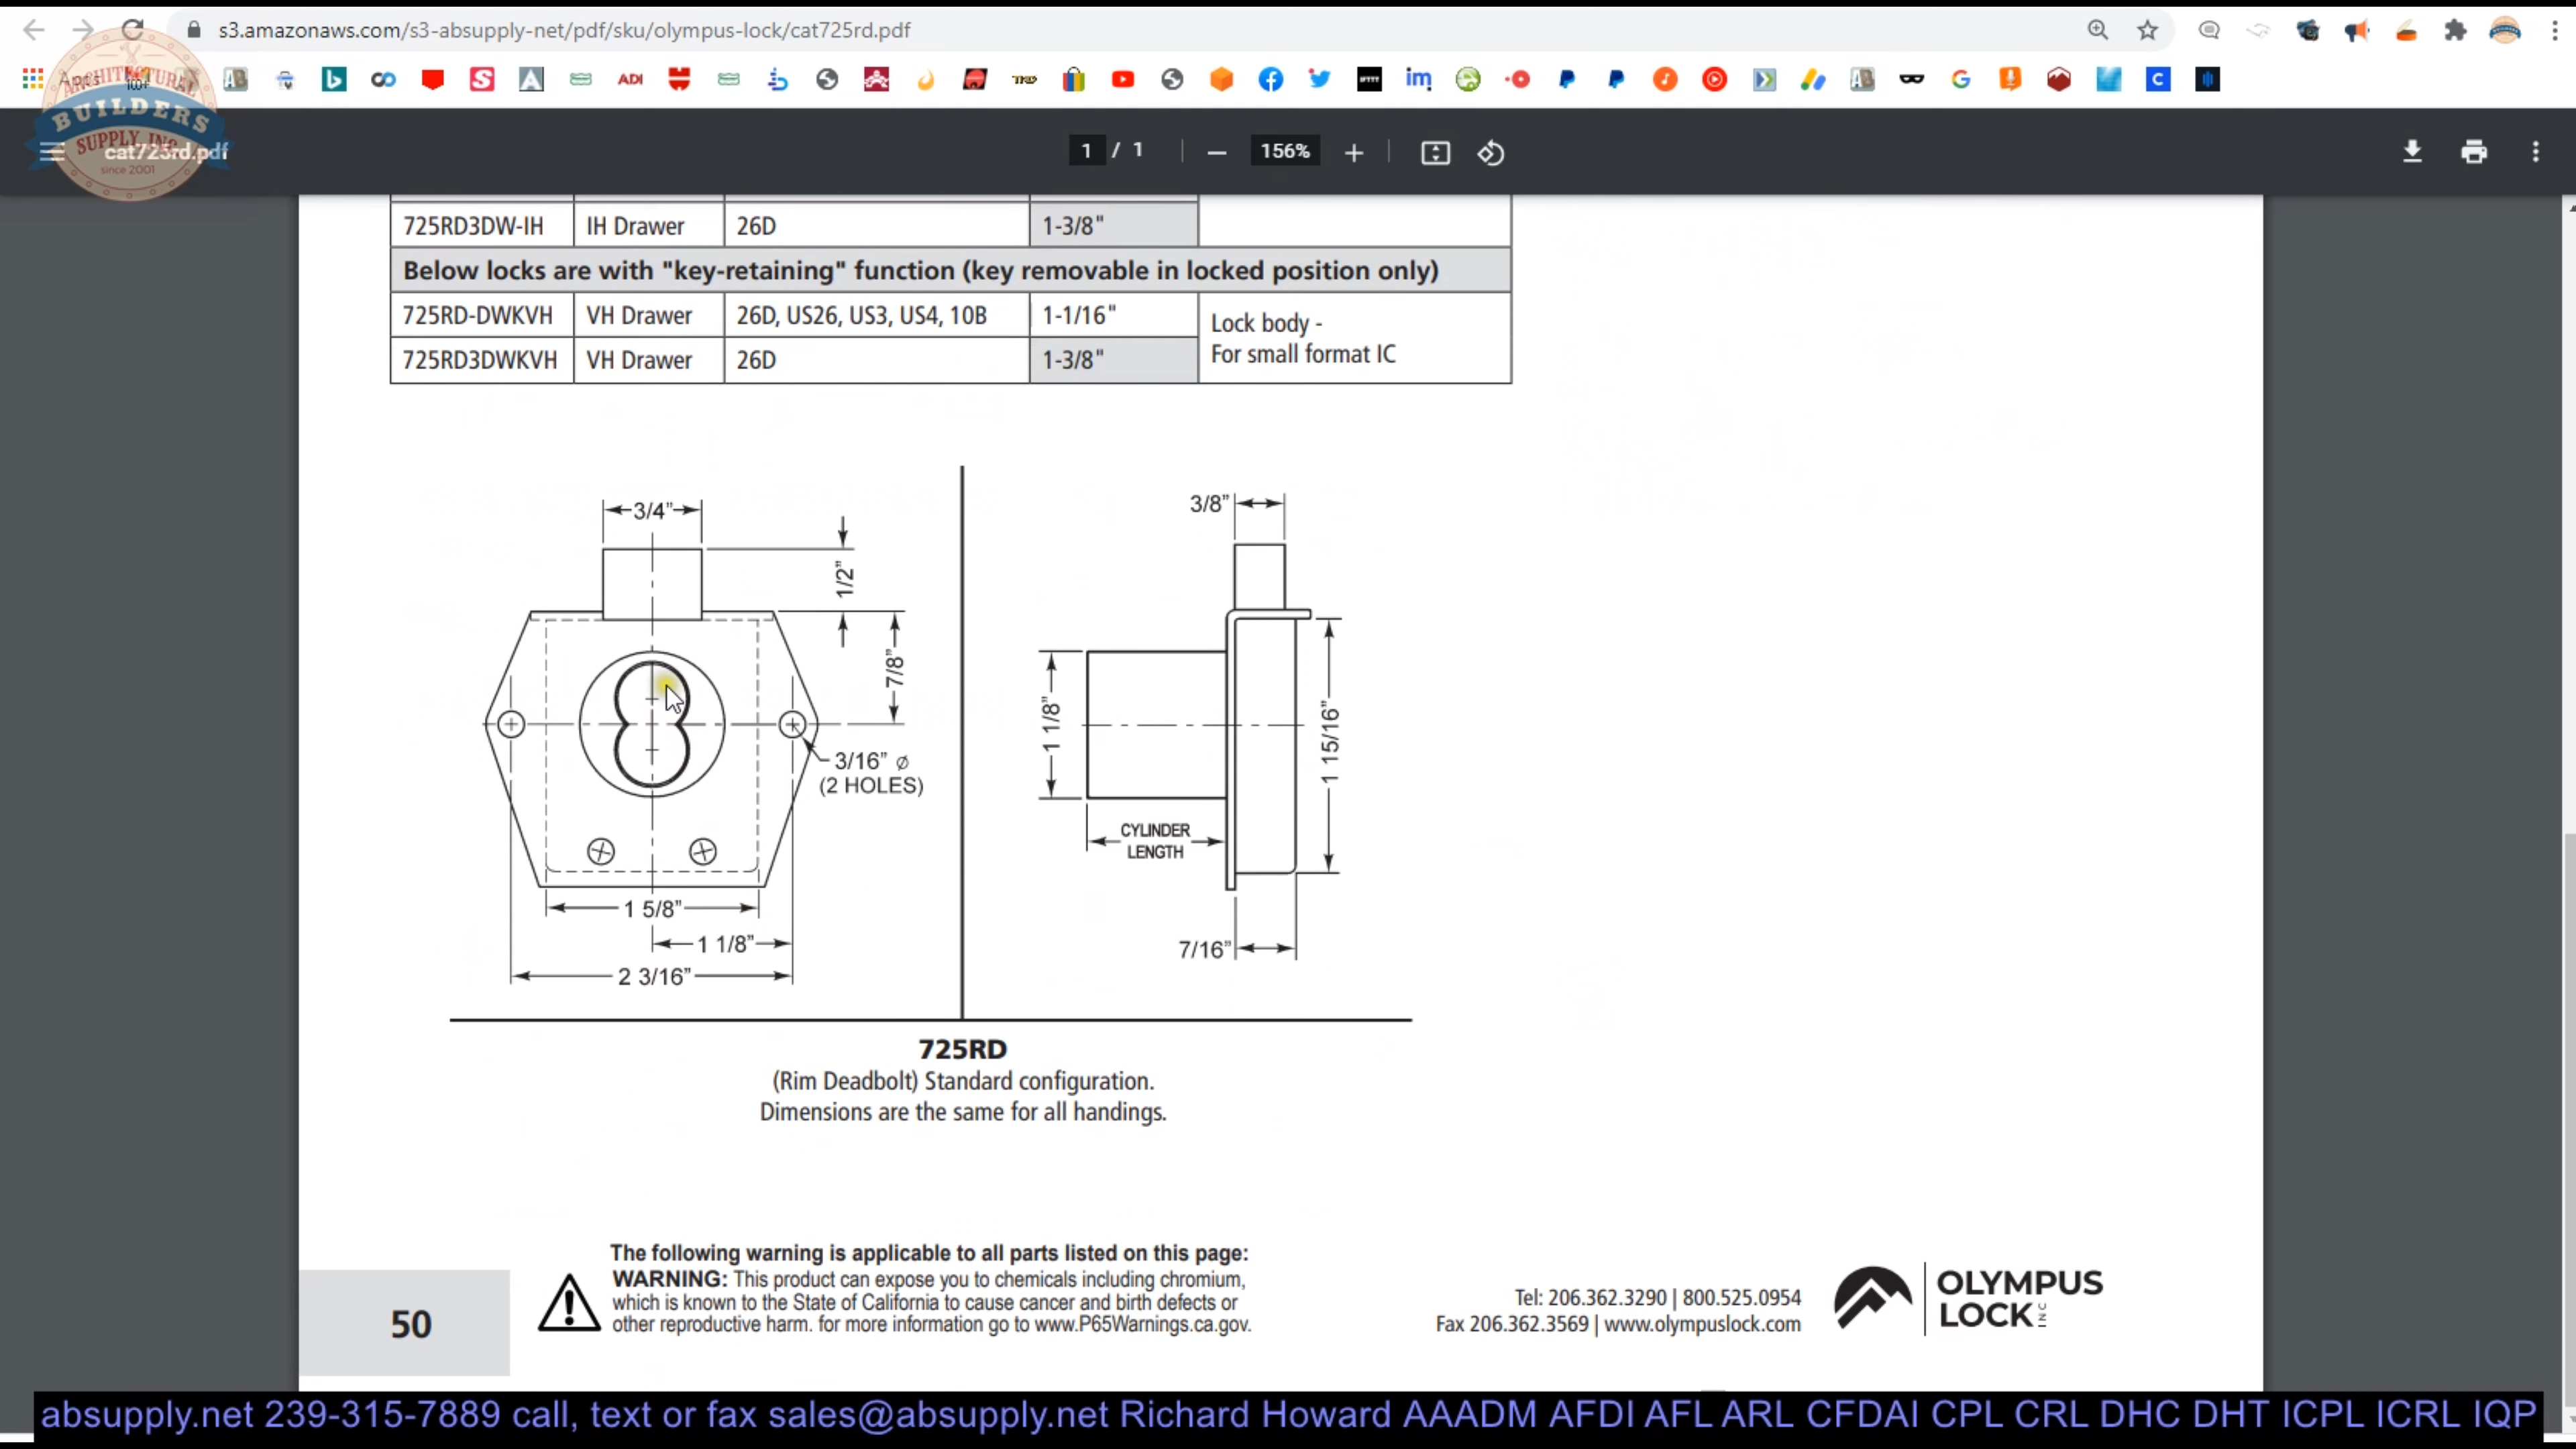 s3.amazonaws.com/s3-absupply-net/pdf/sku/olympus-lock/cat725rd.pdf
Apps
ARCHITECTURAL
BUILDERS
SUPPLY, INC.
since 2001
cat725rd.pdf
1 / 1
156%
725RD3DW-IH IH Drawer 26D 1-3/8"
Below locks are with "key-retaining" function (key removable in locked position only)
725RD-DWKVH VH Drawer 26D, US26, US3, US4, 10B 1-1/16"
Lock body -
For small format IC
725RD3DWKVH VH Drawer 26D 1-3/8"
3/4"
1/2"
7/8"
3/16" ø
(2 HOLES)
1 5/8"
1 1/8"
2 3/16"
3/8"
1 1/8"
1 15/16"
CYLINDER
LENGTH
7/16"
725RD
(Rim Deadbolt) Standard configuration.
Dimensions are the same for all handings.
The following warning is applicable to all parts listed on this page:
WARNING: This product can expose you to chemicals including chromium,
which is known to the State of California to cause cancer and birth defects or
other reproductive harm. for more information go to www.P65Warnings.ca.gov.
50
Tel: 206.362.3290 | 800.525.0954
Fax 206.362.3569 | www.olympuslock.com
OLYMPUS
LOCK INC
absupply.net 239-315-7889 call, text or fax sales@absupply.net Richard Howard AAADM AFDI AFL ARL CFDAI CPL CRL DHC DHT ICPL ICRL IQP